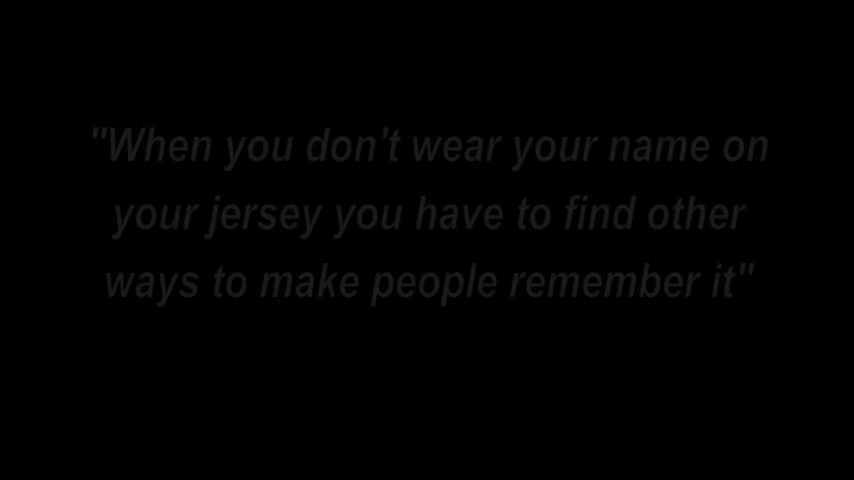 "When you don't wear your name on
your jersey you have to find other
ways to make people remember it"